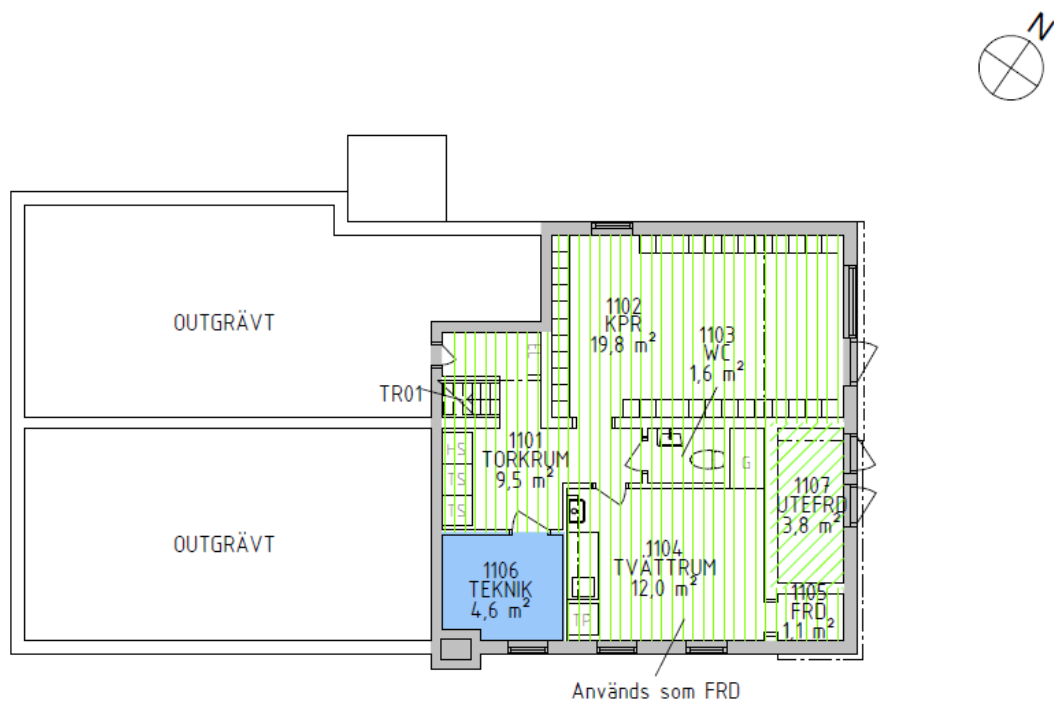 N
OUTGRÄVT
1102
KPR
19,8 m²
1103
WC
1,6 m²
EL
TR01
1101
TORKRUM
9,5 m²
HS
TS
TS
G
1107
UTEFRD
3,8 m²
OUTGRÄVT
1106
TEKNIK
4,6 m²
1104
TVÄTTRUM
12,0 m²
TP
1105
FRD
1,1 m²
Används som FRD